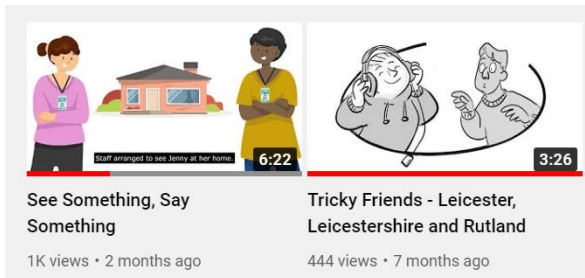 Staff arranged to see Jenny at her home.
6:22
3:26
See Something, Say
Something
1K views • 2 months ago
Tricky Friends - Leicester,
Leicestershire and Rutland
444 views • 7 months ago